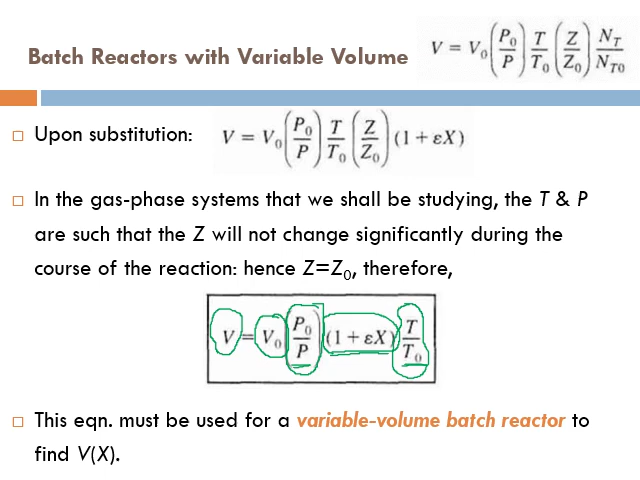 Batch Reactors with Variable Volume
V = V₀ (P₀/P) T/T₀ (Z/Z₀) N_T/N_T0
Upon substitution: V = V₀ (P₀/P) T/T₀ (Z/Z₀) (1 + εX)
In the gas-phase systems that we shall be studying, the T & P
are such that the Z will not change significantly during the
course of the reaction: hence Z=Z₀, therefore,
V = V₀ (P₀/P) (1 + εX) T/T₀
This eqn. must be used for a variable-volume batch reactor to
find V(X).